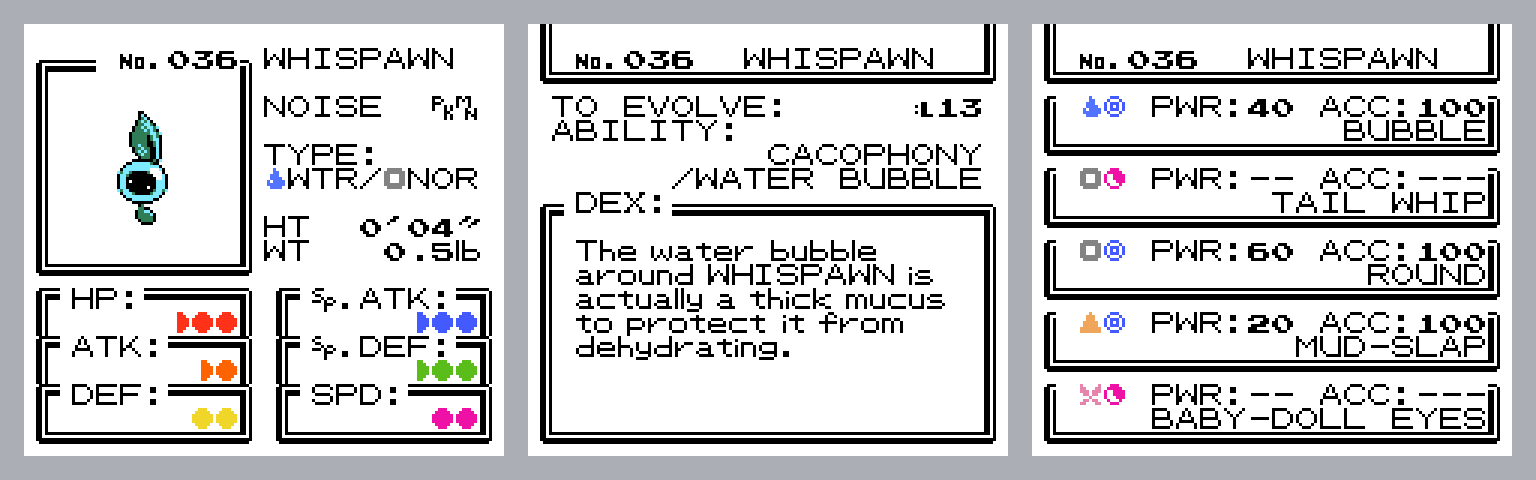 No. 036 WHISPAWN
NOISE PKMN
TYPE:
WTR/NOR
HT 0′04″
WT 0.5lb
HP:
ATK:
DEF:
Sp. ATK:
Sp. DEF:
SPD:
No. 036 WHISPAWN
TO EVOLVE: :L13
ABILITY:
CACOPHONY
/WATER BUBBLE
DEX:
The water bubble
around WHISPAWN is
actually a thick mucus
to protect it from
dehydrating.
No. 036 WHISPAWN
PWR:40 ACC:100
BUBBLE
PWR:-- ACC:---
TAIL WHIP
PWR:60 ACC:100
ROUND
PWR:20 ACC:100
MUD-SLAP
PWR:-- ACC:---
BABY-DOLL EYES